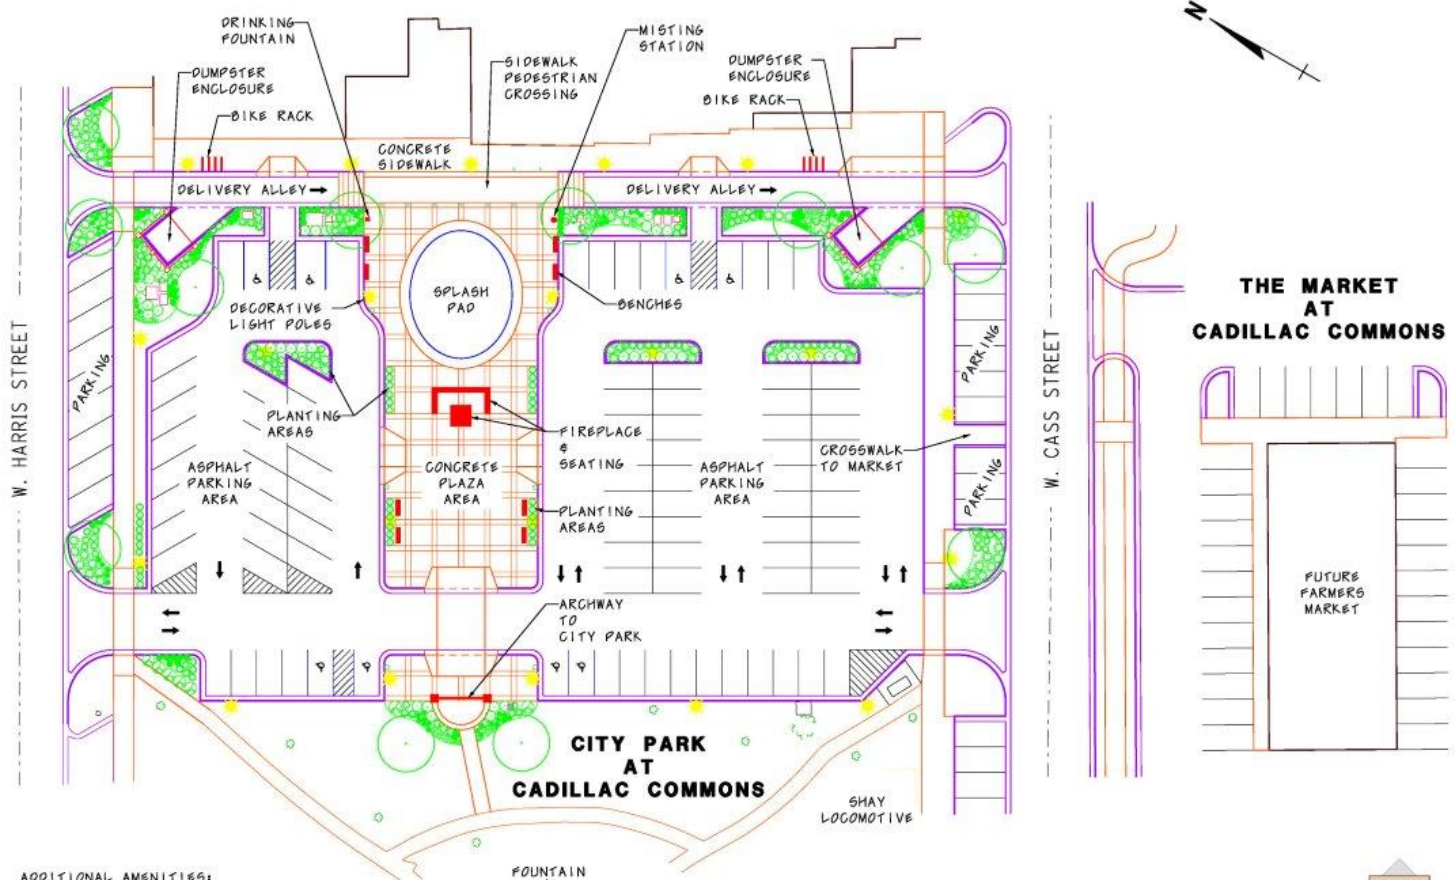 N
DRINKING
FOUNTAIN
MISTING
STATION
SIDEWALK
PEDESTRIAN
CROSSING
DUMPSTER
ENCLOSURE
DUMPSTER
ENCLOSURE
BIKE RACK
BIKE RACK
CONCRETE
SIDEWALK
DELIVERY ALLEY
DELIVERY ALLEY
SPLASH
PAD
BENCHES
DECORATIVE
LIGHT POLES
THE MARKET
AT
CADILLAC COMMONS
W. HARRIS STREET
PARKING
PARKING
W. CASS STREET
PLANTING
AREAS
FIREPLACE
&
SEATING
CROSSWALK
TO MARKET
ASPHALT
PARKING
AREA
CONCRETE
PLAZA
AREA
ASPHALT
PARKING
AREA
PARKING
PLANTING
AREAS
FUTURE
FARMERS
MARKET
ARCHWAY
TO
CITY PARK
CITY PARK
AT
CADILLAC COMMONS
SHAY
LOCOMOTIVE
FOUNTAIN
ADDITIONAL AMENITIES: